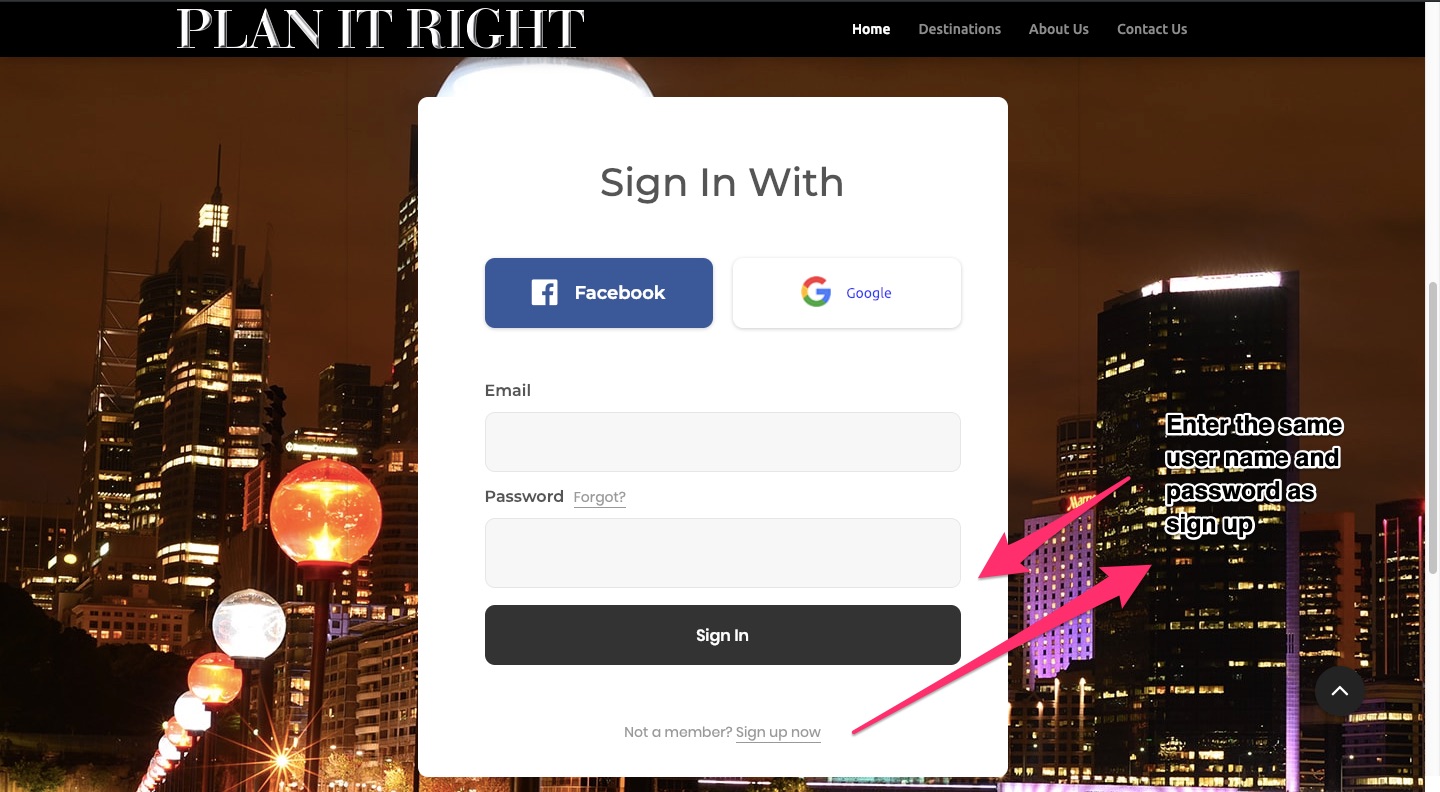 PLAN IT RIGHT
Home Destinations About Us Contact Us
Sign In With
Facebook Google
Email
Password Forgot?
Sign In
Not a member? Sign up now
Enter the same
user name and
password as
sign up